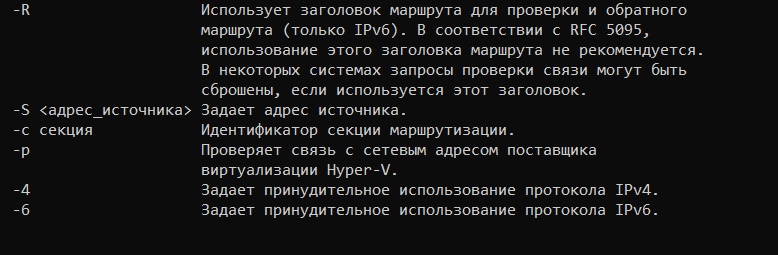 -R Использует заголовок маршрута для проверки и обратного
маршрута (только IPv6). В соответствии с RFC 5095,
использование этого заголовка маршрута не рекомендуется.
В некоторых системах запросы проверки связи могут быть
сброшены, если используется этот заголовок.
-S <адрес_источника> Задает адрес источника.
-c секция Идентификатор секции маршрутизации.
-p Проверяет связь с сетевым адресом поставщика
виртуализации Hyper-V.
-4 Задает принудительное использование протокола IPv4.
-6 Задает принудительное использование протокола IPv6.